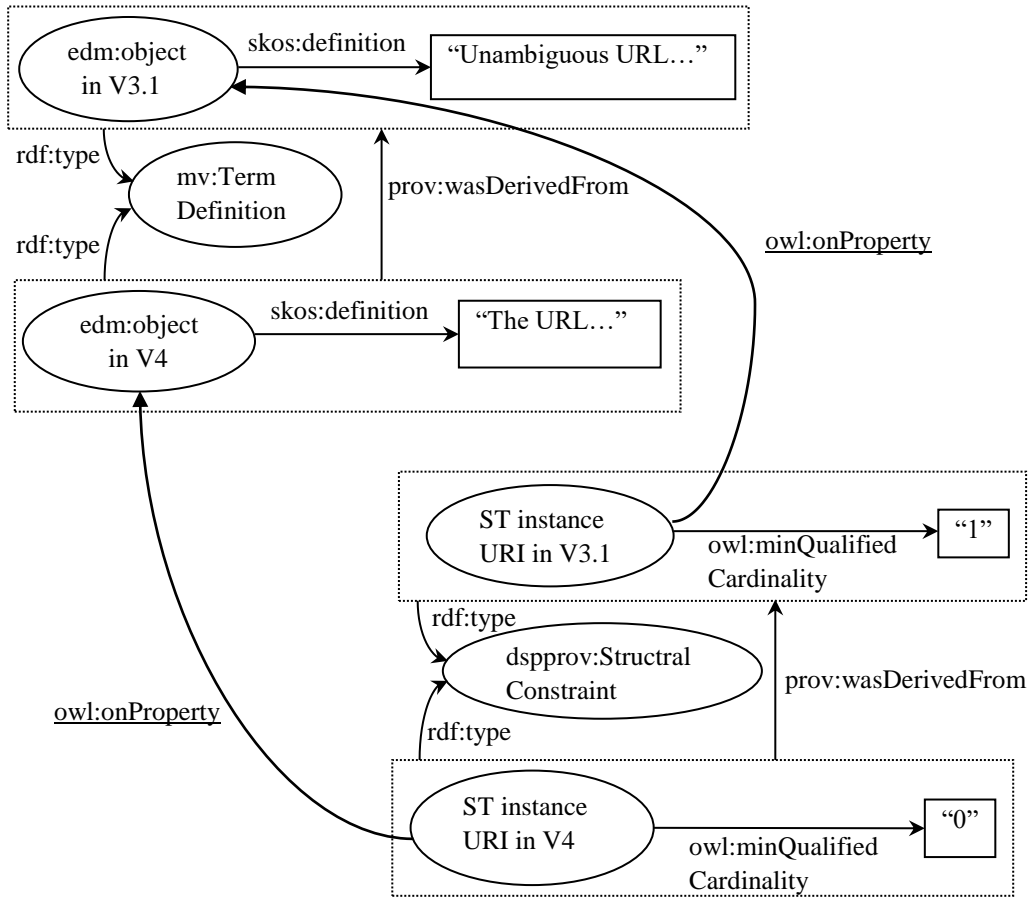 edm:object
in V3.1
skos:definition
“Unambiguous URL…”
rdf:type
mv:Term
Definition
prov:wasDerivedFrom
rdf:type
owl:onProperty
edm:object
in V4
skos:definition
“The URL…”
ST instance
URI in V3.1
owl:minQualified
Cardinality
“1”
rdf:type
dspprov:Structral
Constraint
prov:wasDerivedFrom
owl:onProperty
rdf:type
ST instance
URI in V4
owl:minQualified
Cardinality
“0”